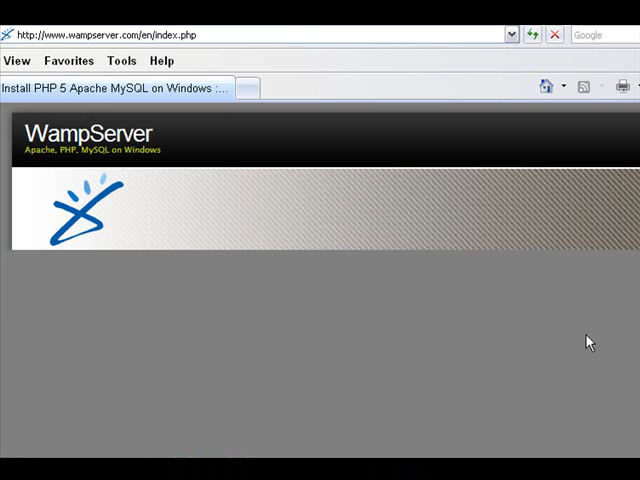 http://www.wampserver.com/en/index.php
Google
View Favorites Tools Help
Install PHP 5 Apache MySQL on Windows :...
WampServer
Apache, PHP, MySQL on Windows